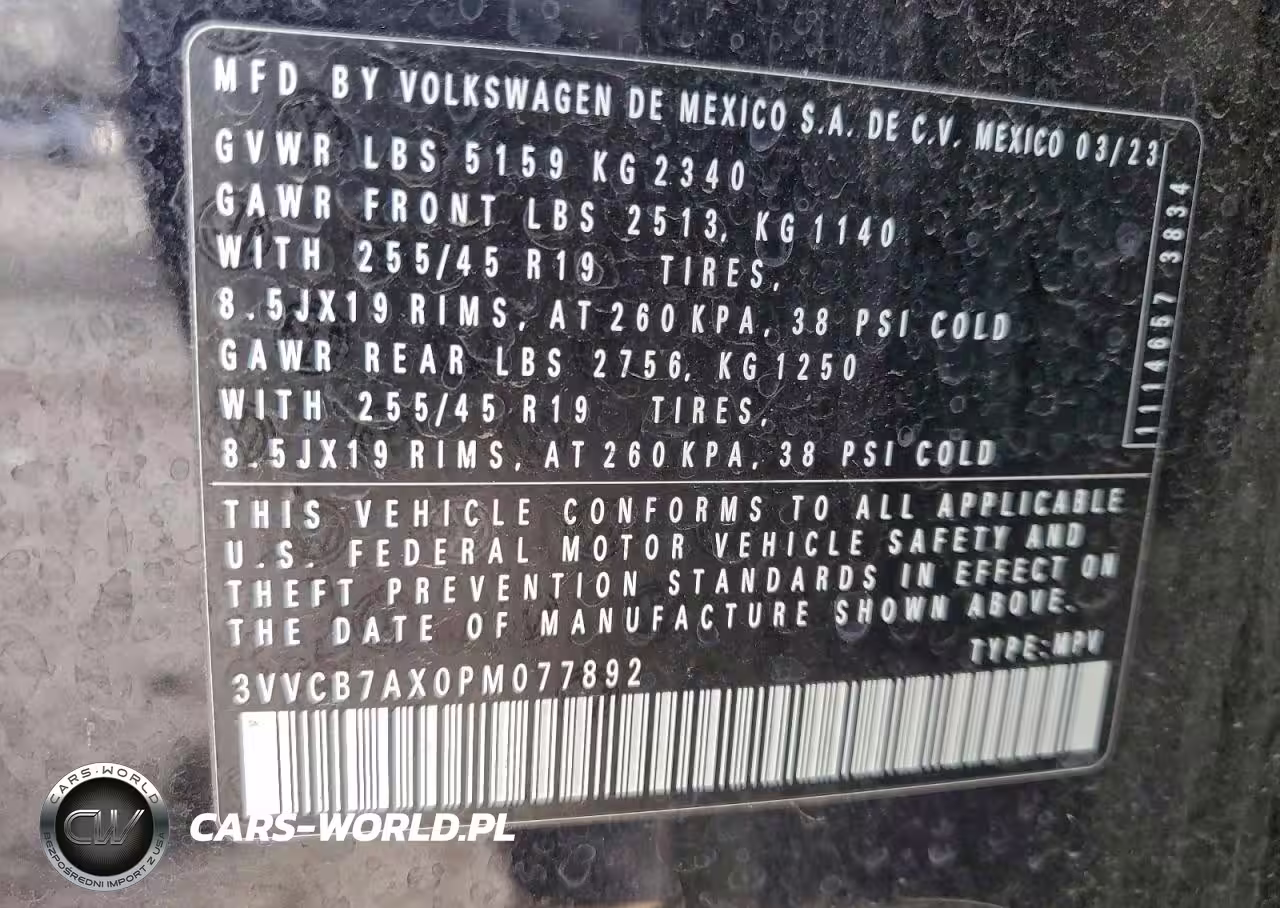 MFD BY VOLKSWAGEN DE MEXICO S.A. DE C.V. MEXICO 03/23
GVWR LBS 5159 KG 2340
GAWR FRONT LBS 2513, KG 1140
WITH 255/45 R19 TIRES,
8.5JX19 RIMS, AT 260 KPA, 38 PSI COLD
GAWR REAR LBS 2756, KG 1250
WITH 255/45 R19 TIRES,
8.5JX19 RIMS, AT 260 KPA, 38 PSI COLD
1114657 3834
THIS VEHICLE CONFORMS TO ALL APPLICABLE
U.S. FEDERAL MOTOR VEHICLE SAFETY AND
THEFT PREVENTION STANDARDS IN EFFECT ON
THE DATE OF MANUFACTURE SHOWN ABOVE.
TYPE:MPV
3VVCB7AX0PM077892
CARS-WORLD
CW
BEZPOŚREDNI IMPORT Z USA
CARS-WORLD.PL